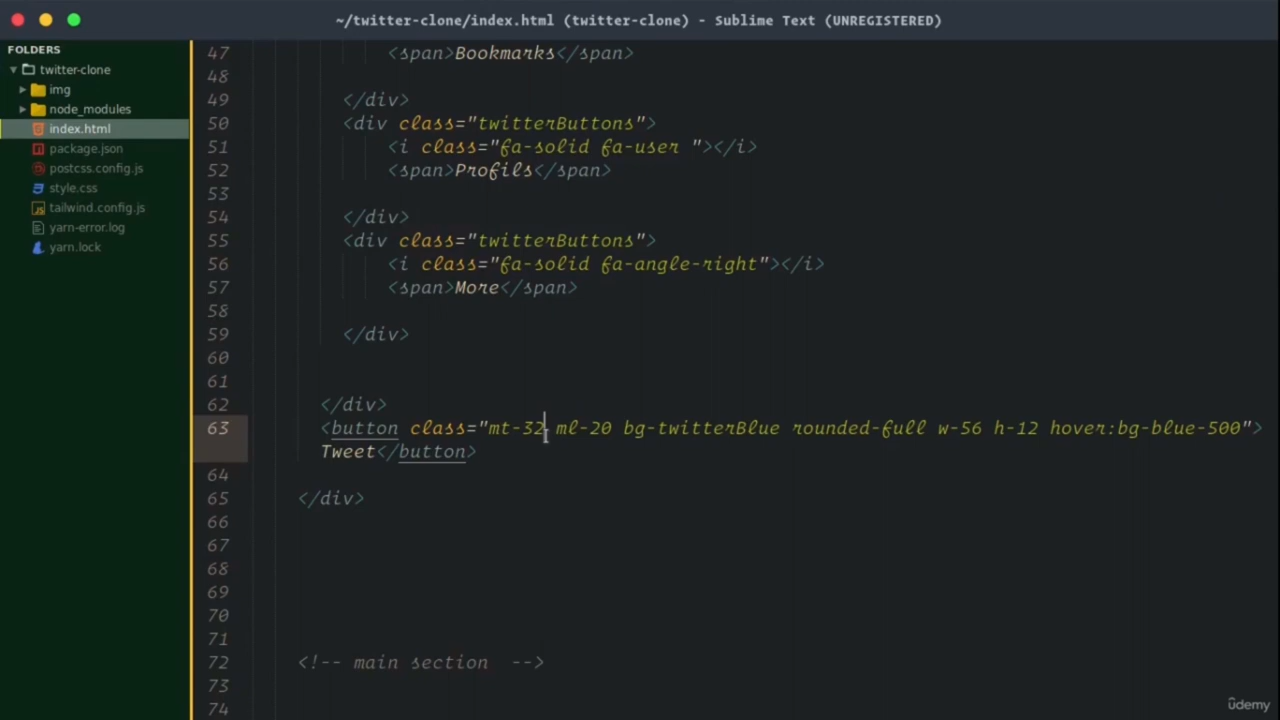 ~/twitter-clone/index.html (twitter-clone) - Sublime Text (UNREGISTERED)
FOLDERS
twitter-clone
img
node_modules
index.html
package.json
postcss.config.js
style.css
tailwind.config.js
yarn-error.log
yarn.lock
47 <span>Bookmarks</span>
48
49 </div>
50 <div class="twitterButtons">
51 <i class="fa-solid fa-user "></i>
52 <span>Profils</span>
53
54 </div>
55 <div class="twitterButtons">
56 <i class="fa-solid fa-angle-right"></i>
57 <span>More</span>
58
59 </div>
60
61
62 </div>
63 <button class="mt-32 ml-20 bg-twitterBlue rounded-full w-56 h-12 hover:bg-blue-500">
Tweet</button>
64
65 </div>
66
67
68
69
70
71
72 <!-- main section -->
73
74
ûdemy